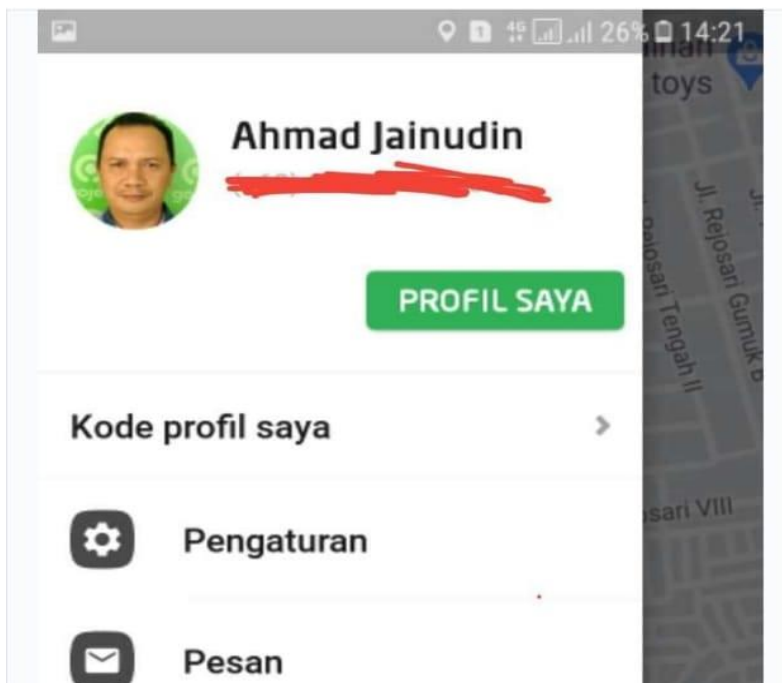 26% 14:21
toys
Ahmad Jainudin
PROFIL SAYA
Jl. Rejosari Gumuk B
Rejosari Tengah II
Kode profil saya
sari VIII
Pengaturan
Pesan